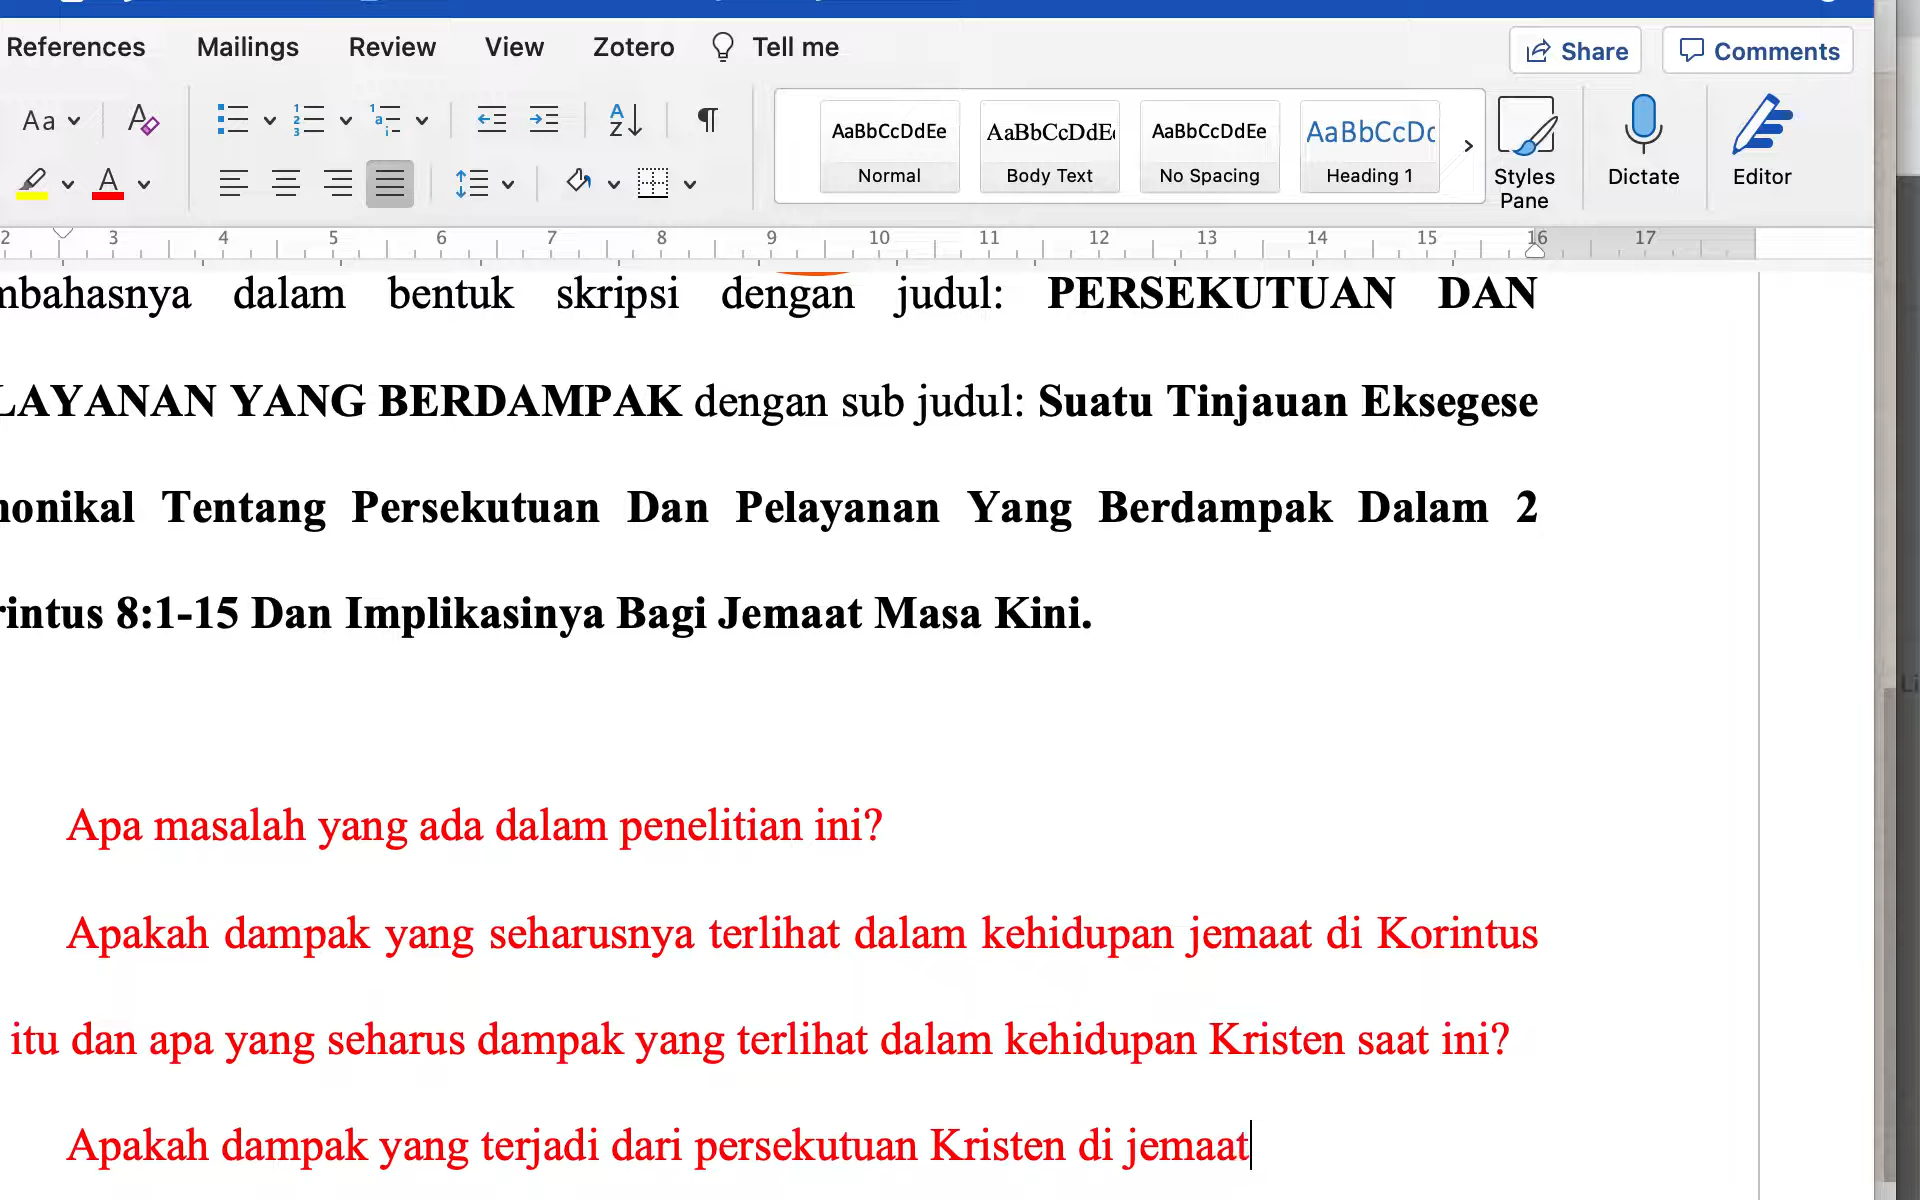 References Mailings Review View Zotero Tell me Share Comments
Aa A AaBbCcDdEe AaBbCcDdE AaBbCcDdEe AaBbCcDc
A Normal Body Text No Spacing Heading 1 Styles Pane Dictate Editor
2 3 4 5 6 7 8 9 10 11 12 13 14 15 16 17
mbahasnya dalam bentuk skripsi dengan judul: PERSEKUTUAN DAN
LAYANAN YANG BERDAMPAK dengan sub judul: Suatu Tinjauan Eksegese
nonikal Tentang Persekutuan Dan Pelayanan Yang Berdampak Dalam 2
rintus 8:1-15 Dan Implikasinya Bagi Jemaat Masa Kini.
Apa masalah yang ada dalam penelitian ini?
Apakah dampak yang seharusnya terlihat dalam kehidupan jemaat di Korintus
itu dan apa yang seharus dampak yang terlihat dalam kehidupan Kristen saat ini?
Apakah dampak yang terjadi dari persekutuan Kristen di jemaat